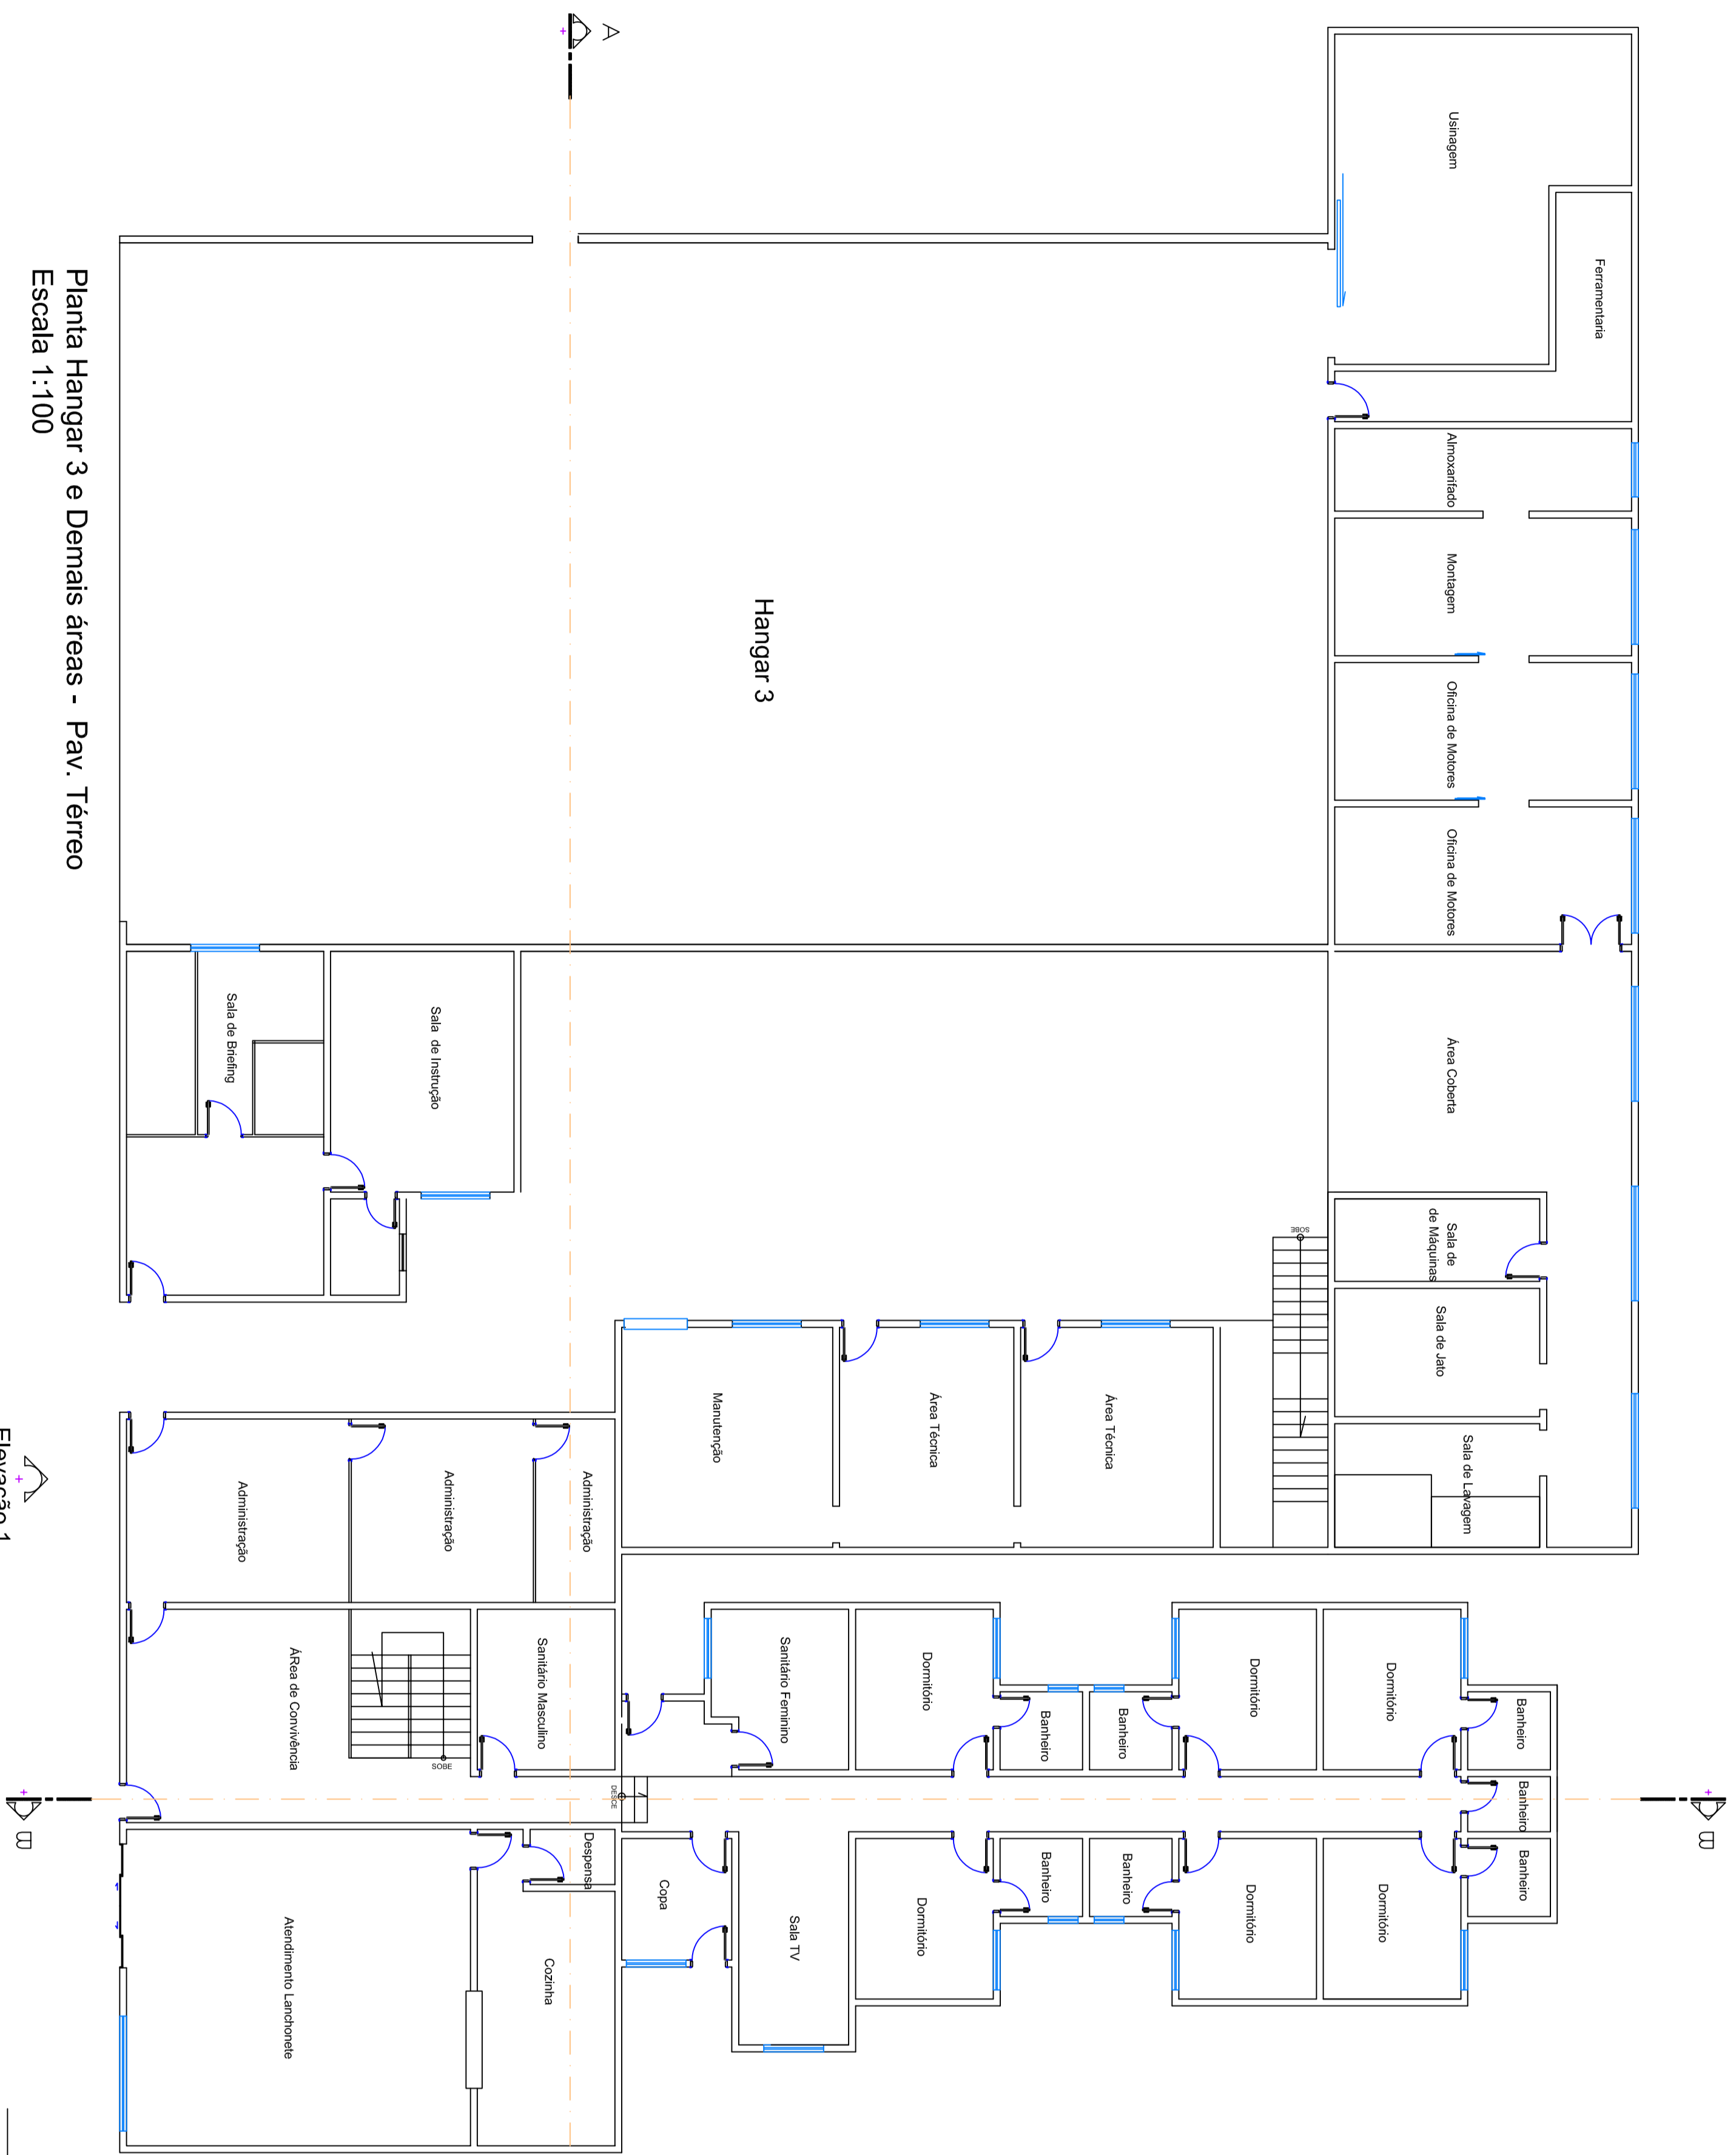 A
Usinagem
Ferramentaria
Almoxarifado
Montagem
Oficina de Motores
Oficina de Motores
Área Coberta
Sala de
de Máquinas
Sala de Jato
Sala de Lavagem
SOBE
Hangar 3
Sala de Instrução
Sala de Briefing
Manutenção
Área Técnica
Área Técnica
Administração
Administração
Administração
ÁRea de Convivência
SOBE
Sanitário Masculino
Sanitário Feminino
Dormitório
Banheiro
Banheiro
Dormitório
Dormitório
Banheiro
Banheiro
Banheiro
DESCE
Despensa
Copa
Sala TV
Dormitório
Banheiro
Banheiro
Dormitório
Dormitório
Cozinha
Atendimento Lanchonete
B
B
Planta Hangar 3 e Demais áreas - Pav. Térreo
Escala 1:100
Elevação 1